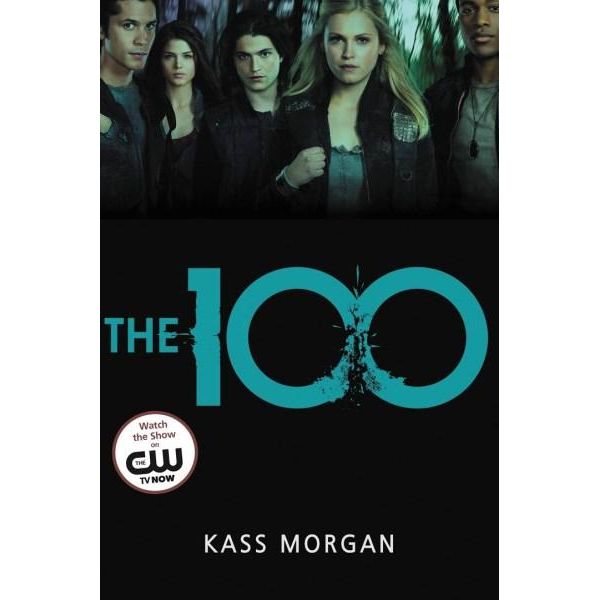 THE 100
Watch
the Show
on
THE CW
TV NOW
KASS MORGAN